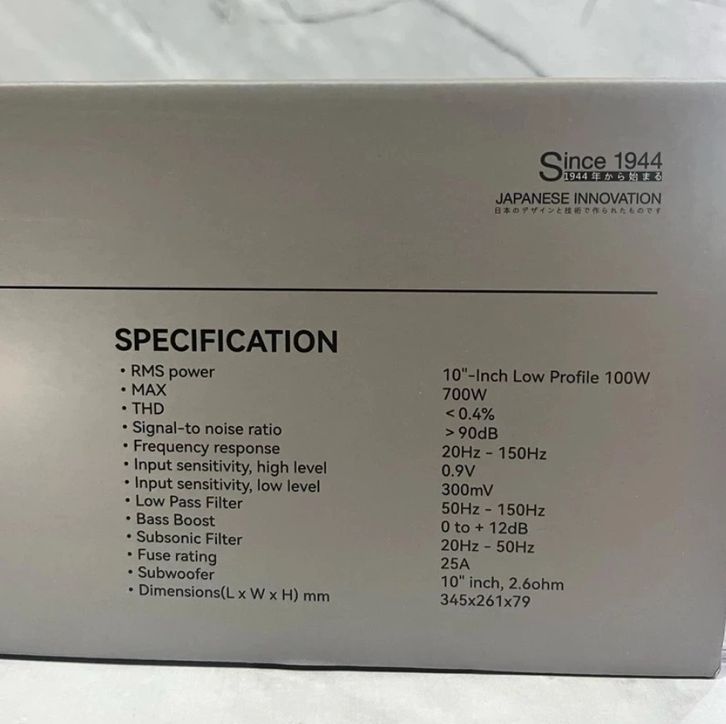 Since 1944
1944年から始まる
JAPANESE INNOVATION
日本のデザインと技術で作られたものです
SPECIFICATION
• RMS power 10"-Inch Low Profile 100W
• MAX 700W
• THD <0.4%
• Signal-to noise ratio >90dB
• Frequency response 20Hz - 150Hz
• Input sensitivity, high level 0.9V
• Input sensitivity, low level 300mV
• Low Pass Filter 50Hz - 150Hz
• Bass Boost 0 to + 12dB
• Subsonic Filter 20Hz - 50Hz
• Fuse rating 25A
• Subwoofer 10" inch, 2.6ohm
• Dimensions(L x W x H) mm 345x261x79